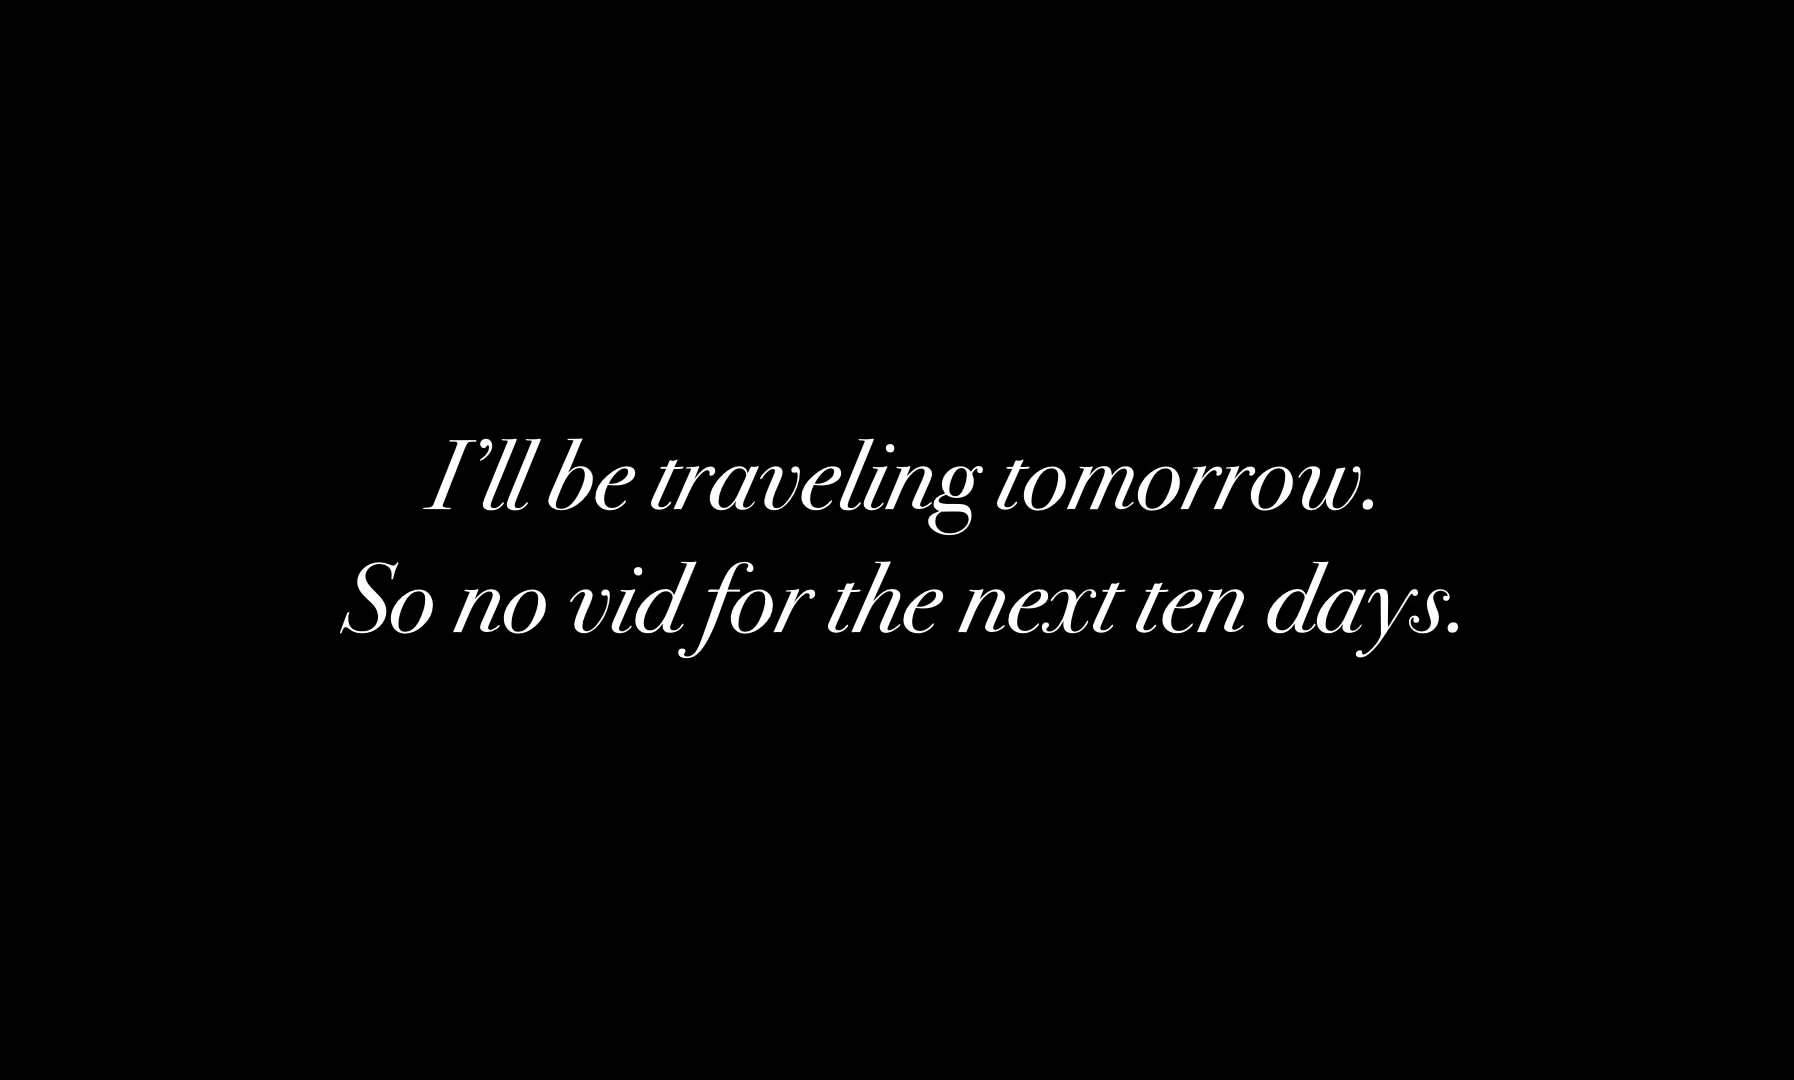 I’ll be traveling tomorrow.
So no vid for the next ten days.